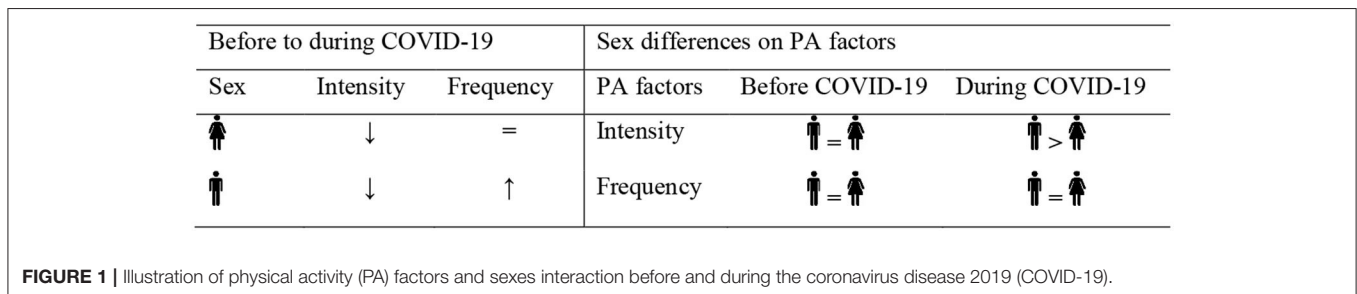 Before to during COVID-19 Sex differences on PA factors
Sex Intensity Frequency PA factors Before COVID-19 During COVID-19
↓ = Intensity = >
↓ ↑ Frequency = =
FIGURE 1 | Illustration of physical activity (PA) factors and sexes interaction before and during the coronavirus disease 2019 (COVID-19).